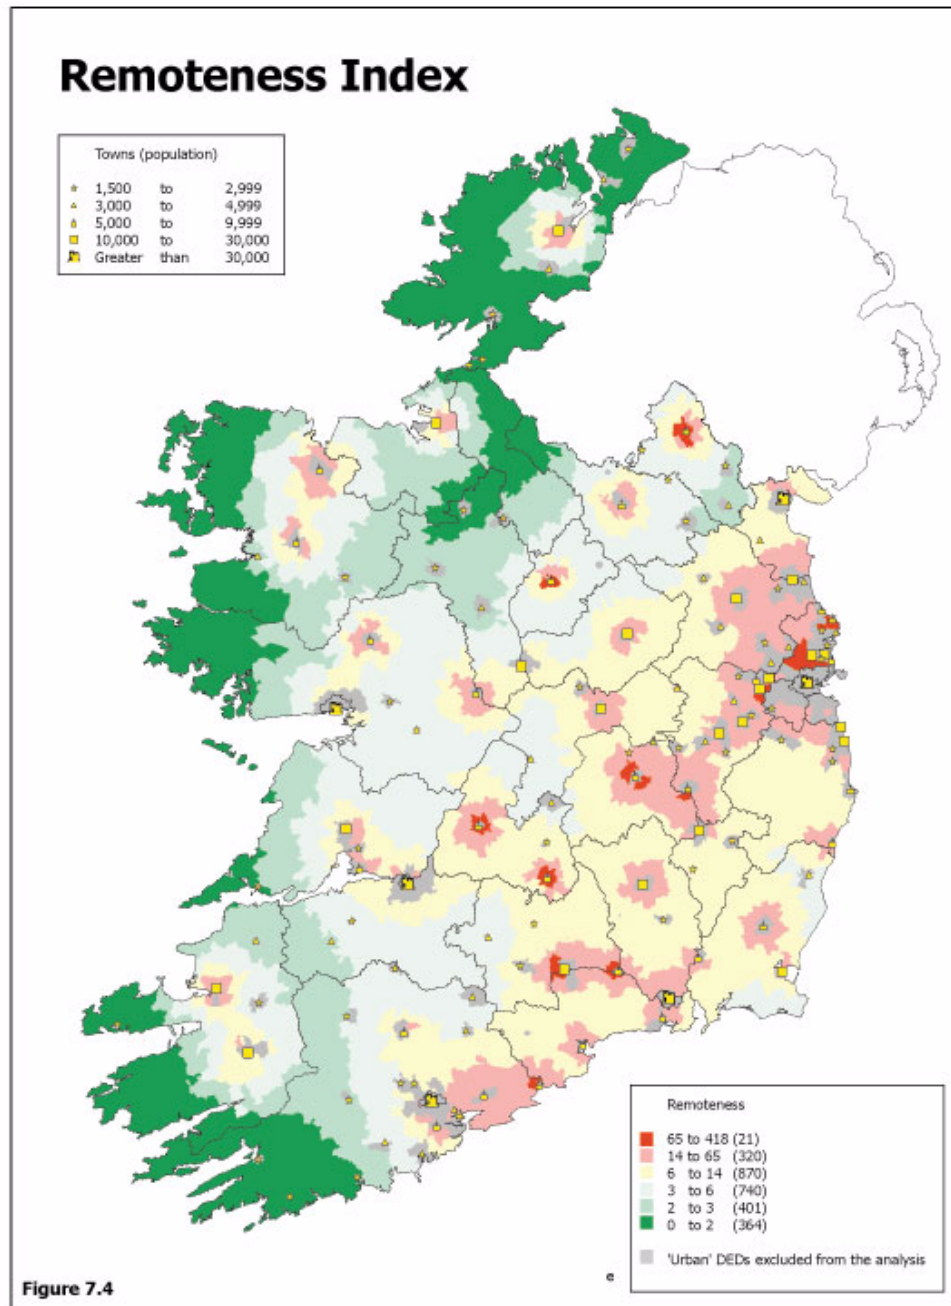 Remoteness Index
Towns (population)
1,500 to 2,999
3,000 to 4,999
5,000 to 9,999
10,000 to 30,000
Greater than 30,000
Remoteness
65 to 418 (21)
14 to 65 (320)
6 to 14 (870)
3 to 6 (740)
2 to 3 (401)
0 to 2 (364)
'Urban' DEDs excluded from the analysis
e
Figure 7.4